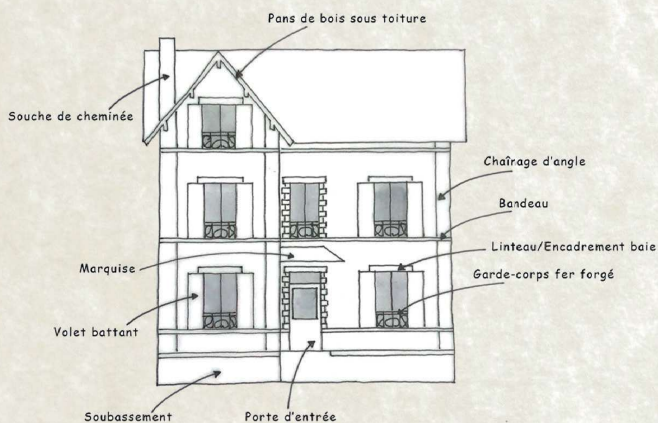 Pans de bois sous toiture
Souche de cheminée
Chaîrage d'angle
Bandeau
Linteau/Encadrement baie
Marquise
Garde-corps fer forgé
Volet battant
Soubassement
Porte d'entrée